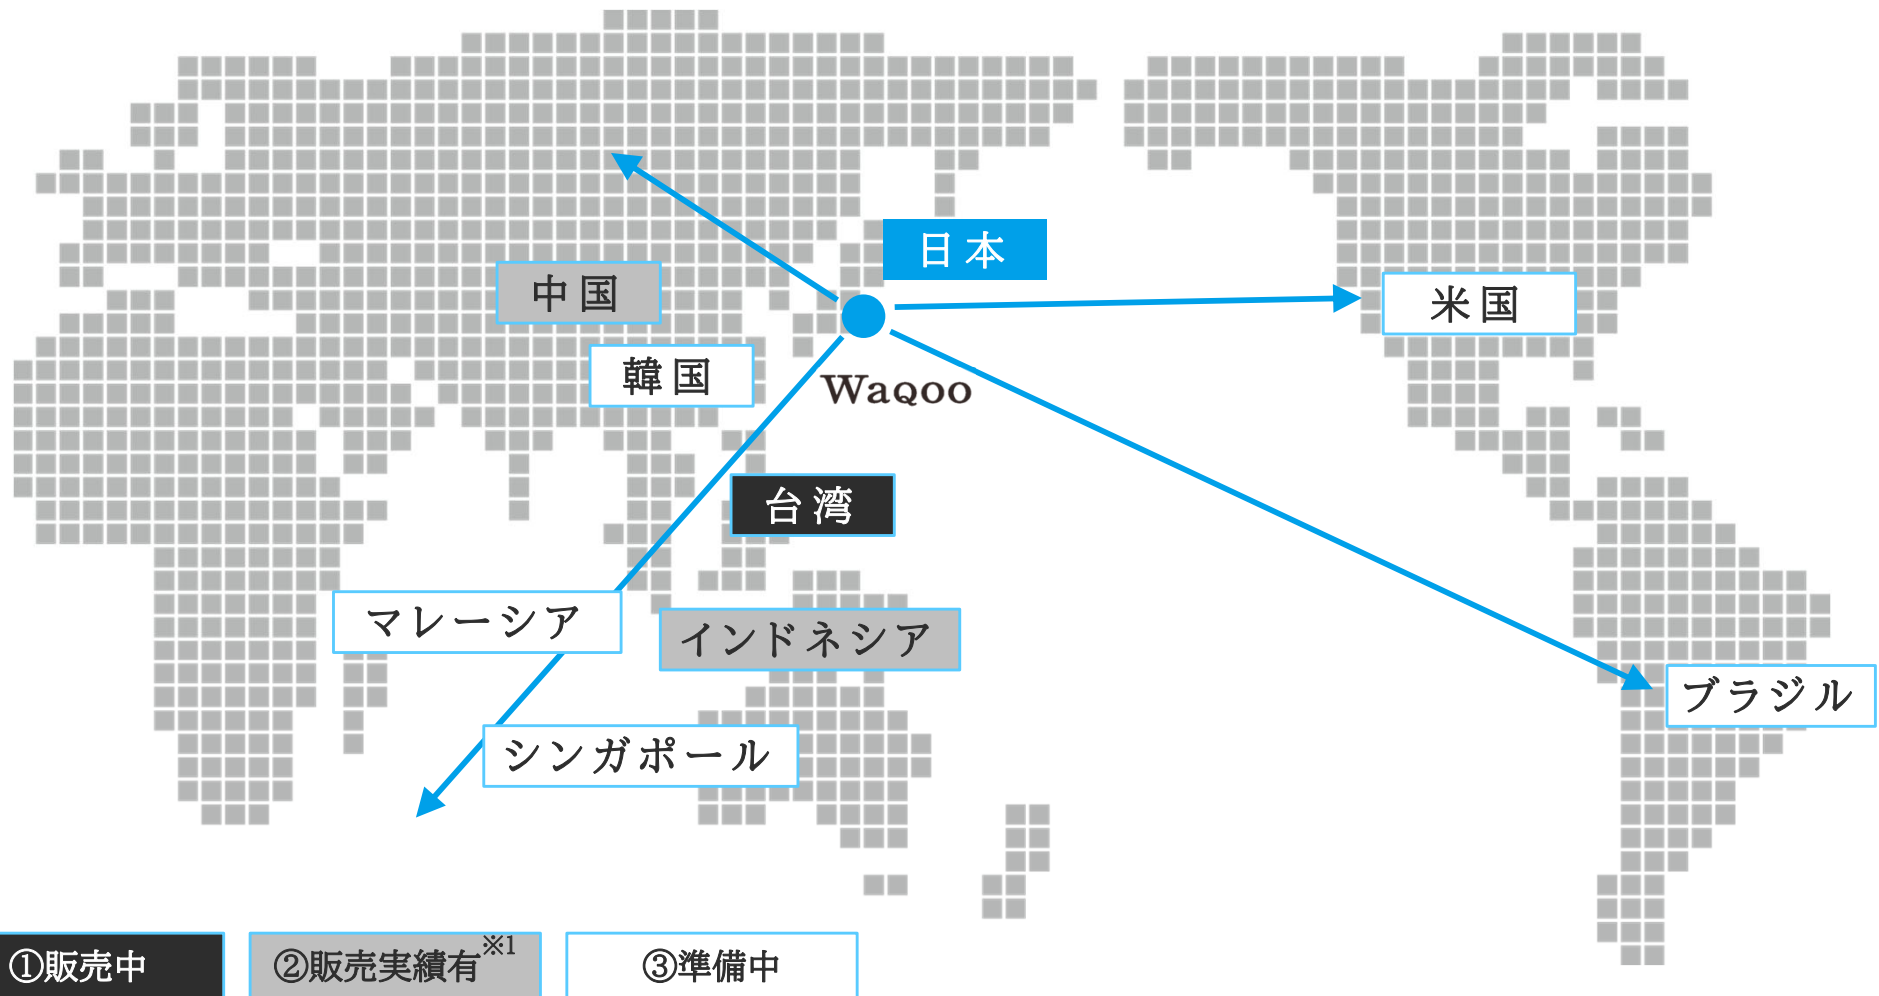 日本
中国
米国
韓国
Waqoo
台湾
マレーシア
インドネシア
ブラジル
シンガポール
①販売中
②販売実績有※1
③準備中